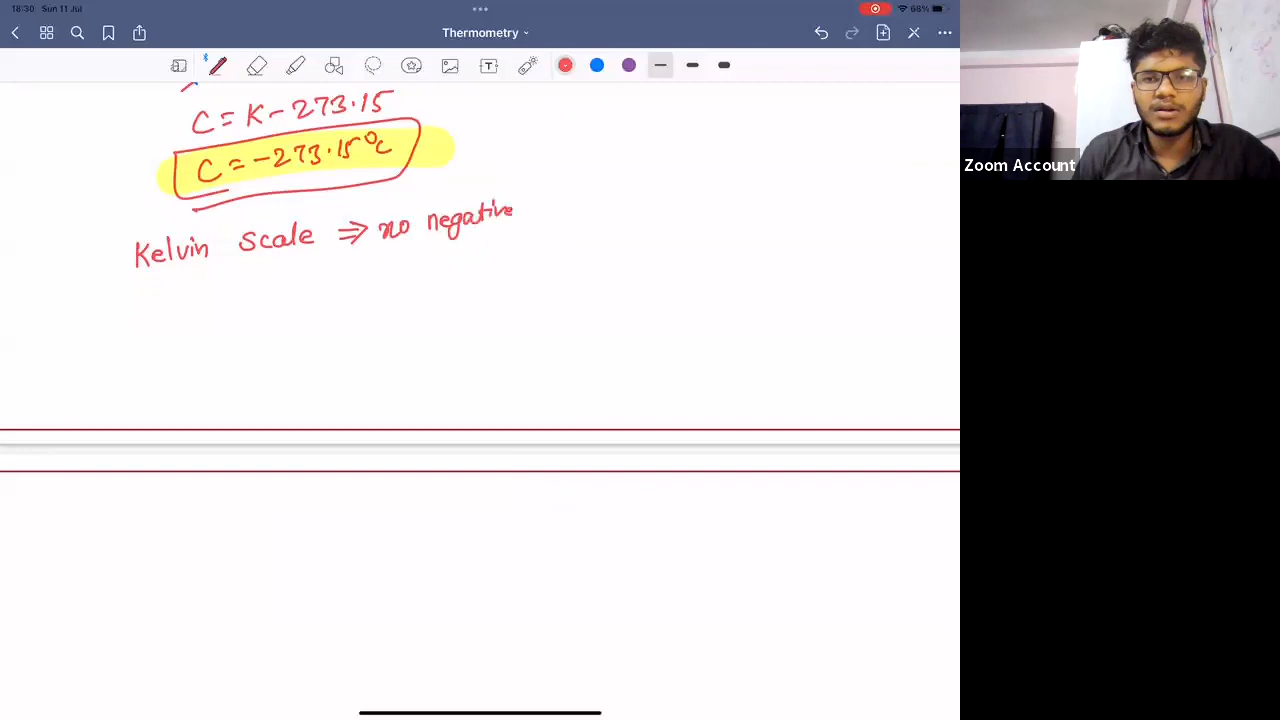 18:30 Sun 11 Jul
68%
Thermometry
T
C = K - 273.15
C = -273.15°C
Kelvin scale ⇒ no negative
Zoom Account